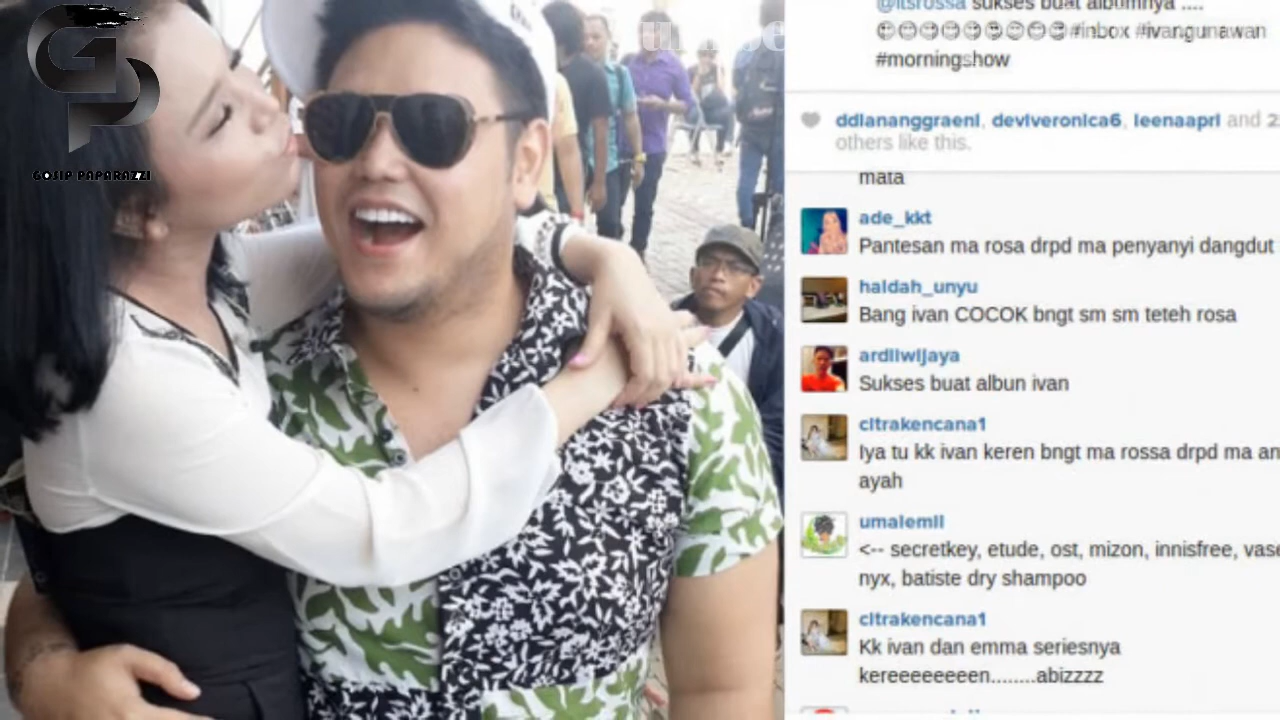 GP
GOSIP PAPARAZZI
@itsrossa sukses buat albumnya ....
#inbox #ivangunawan
#morningshow
ddiananggraeni, deviveronica6, leenaapri and 2
others like this.
mata
ade_kkt
Pantesan ma rosa drpd ma penyanyi dangdut
haidah_unyu
Bang ivan COCOK bngt sm sm teteh rosa
ardiiwijaya
Sukses buat albun ivan
citrakencana1
Iya tu kk ivan keren bngt ma rossa drpd ma an
ayah
umalemil
<-- secretkey, etude, ost, mizon, innisfree, vase
nyx, batiste dry shampoo
citrakencana1
Kk ivan dan emma seriesnya
kereeeeeeeen........abizzzz